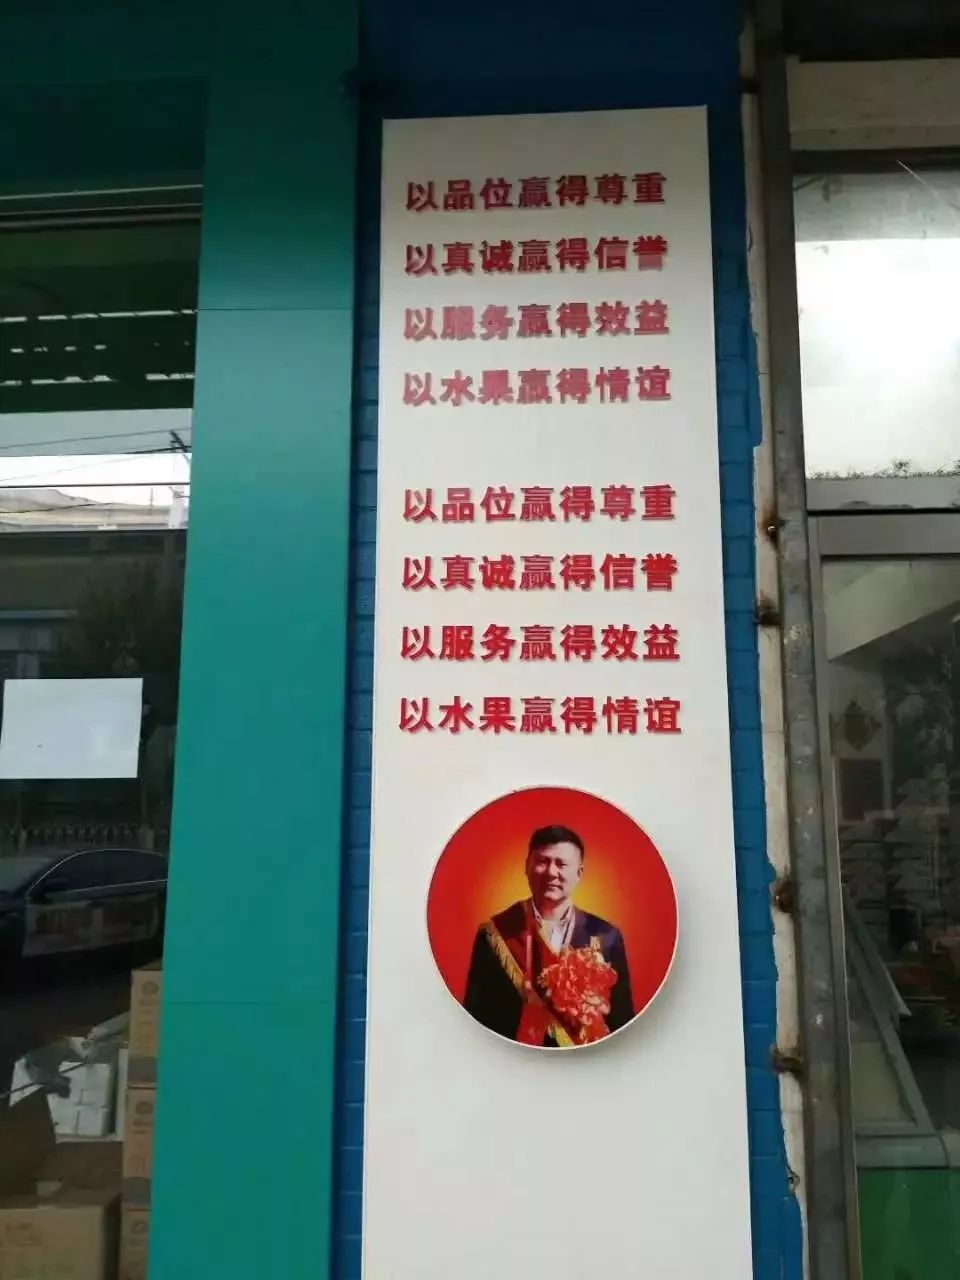 以品位赢得尊重
以真诚赢得信誉
以服务赢得效益
以水果赢得情谊
以品位赢得尊重
以真诚赢得信誉
以服务赢得效益
以水果赢得情谊